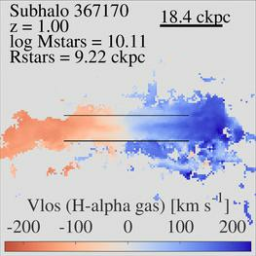 Subhalo 367170
18.4 ckpc
z = 1.00
log Mstars = 10.11
Rstars = 9.22 ckpc
Vlos (H-alpha gas) [km s⁻¹]
-200 -100 0 100 200